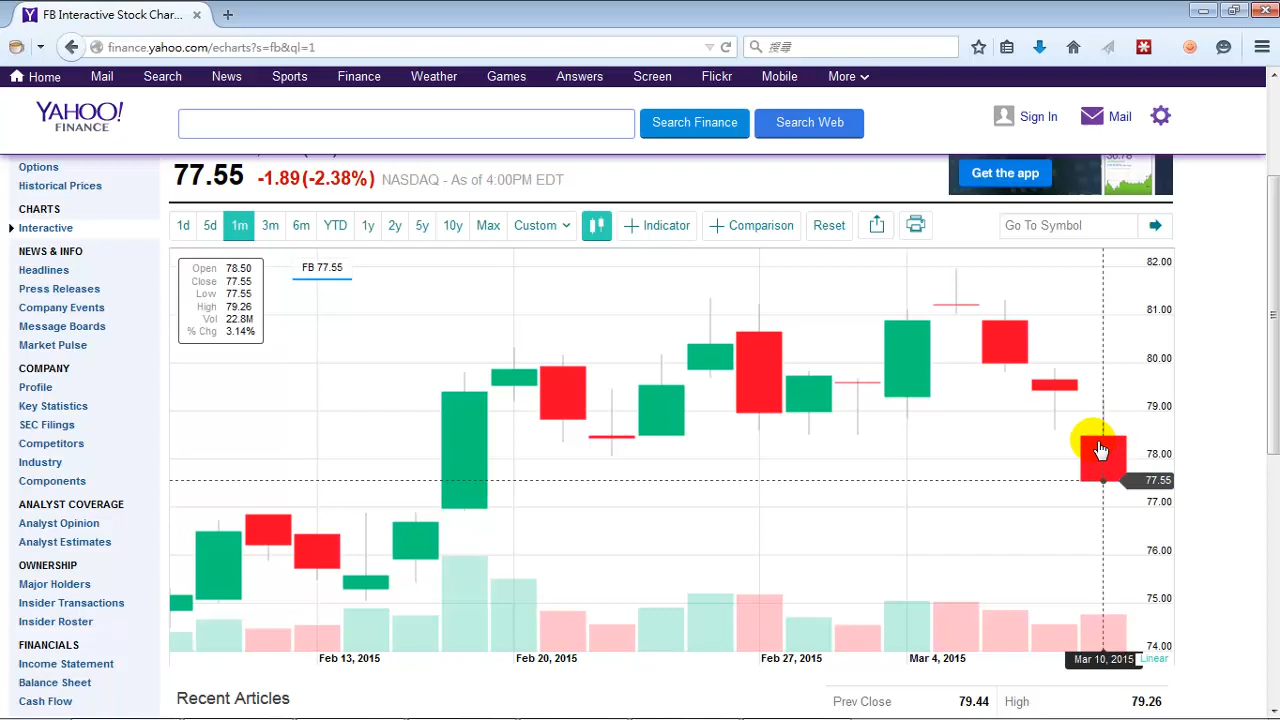 FB Interactive Stock Char...
finance.yahoo.com/echarts?s=fb&ql=1
搜尋
Home Mail Search News Sports Finance Weather Games Answers Screen Flickr Mobile More
YAHOO!
FINANCE
Search Finance
Search Web
Sign In
Mail
Options
Historical Prices
CHARTS
Interactive
NEWS & INFO
Headlines
Press Releases
Company Events
Message Boards
Market Pulse
COMPANY
Profile
Key Statistics
SEC Filings
Competitors
Industry
Components
ANALYST COVERAGE
Analyst Opinion
Analyst Estimates
OWNERSHIP
Major Holders
Insider Transactions
Insider Roster
FINANCIALS
Income Statement
Balance Sheet
Cash Flow
77.55 -1.89(-2.38%) NASDAQ - As of 4:00PM EDT
Get the app
1d 5d 1m 3m 6m YTD 1y 2y 5y 10y Max Custom Indicator Comparison Reset Go To Symbol
Open 78.50
Close 77.55
Low 77.55
High 79.26
Vol 22.8M
% Chg 3.14%
FB 77.55
82.00
81.00
80.00
79.00
78.00
77.55
77.00
76.00
75.00
74.00
Feb 13, 2015 Feb 20, 2015 Feb 27, 2015 Mar 4, 2015 Mar 10, 2015 Linear
Recent Articles
Prev Close 79.44 High 79.26